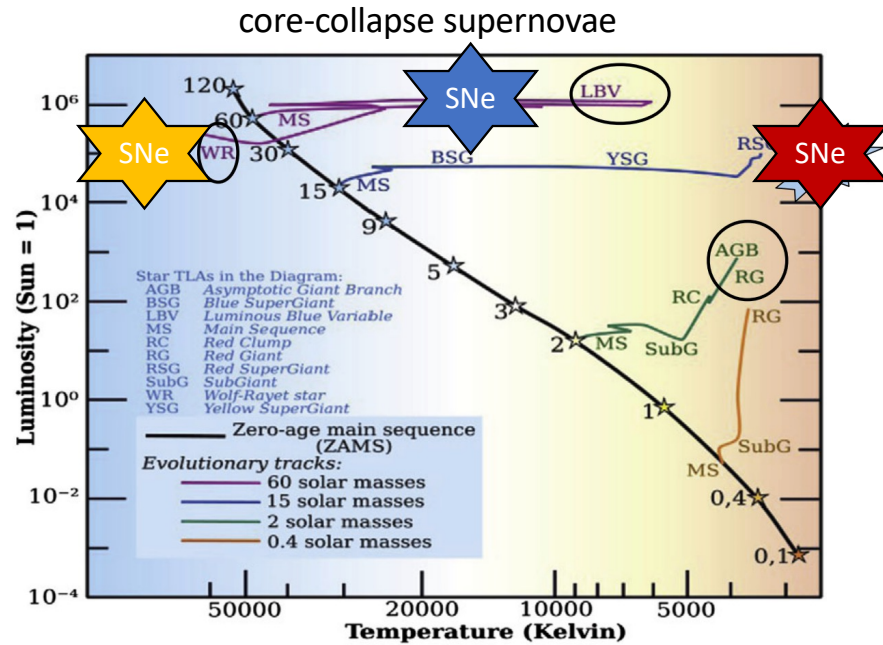 core-collapse supernovae
120
10⁶
60
MS
SNe
LBV
SNe
WR
30
BSG
YSG
RS
SNe
10⁴
15
MS
9
5
AGB
RG
Star TLAs in the Diagram:
AGB Asymptotic Giant Branch
BSG Blue SuperGiant
LBV Luminous Blue Variable
MS Main Sequence
RC Red Clump
RG Red Giant
RSG Red SuperGiant
SubG SubGiant
WR Wolf-Rayet star
YSG Yellow SuperGiant
10²
3
RC
RG
2
MS
SubG
10⁰
1
Zero-age main sequence
(ZAMS)
Evolutionary tracks:
60 solar masses
15 solar masses
2 solar masses
0.4 solar masses
SubG
MS
10⁻²
0,4
0,1
10⁻⁴
50000
20000
10000
5000
Temperature (Kelvin)
Luminosity (Sun = 1)